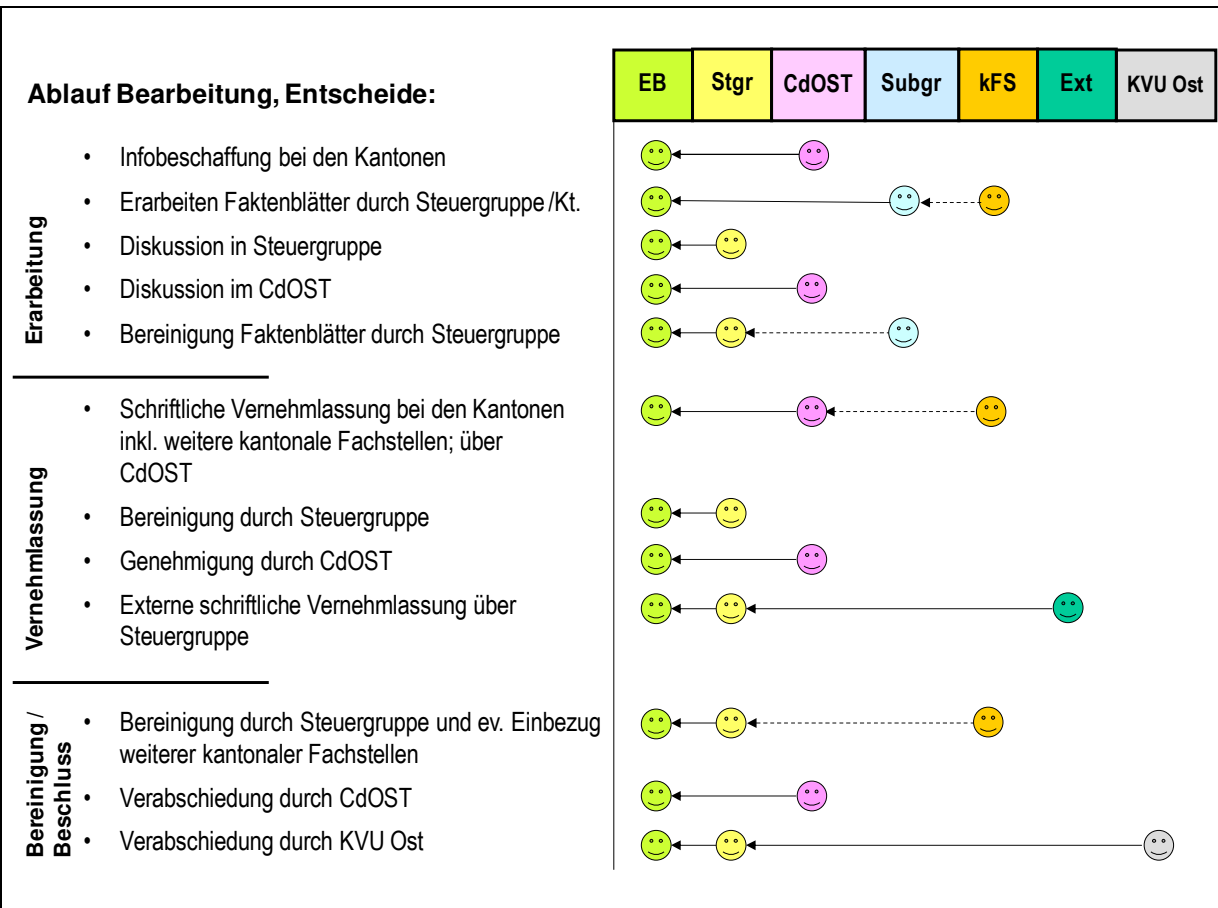 EB Stgr CdOST Subgr kFS Ext KVU Ost
Ablauf Bearbeitung, Entscheide:
Erarbeitung
• Infobeschaffung bei den Kantonen
• Erarbeiten Faktenblätter durch Steuergruppe/Kt.
• Diskussion in Steuergruppe
• Diskussion im CdOST
• Bereinigung Faktenblätter durch Steuergruppe
Vernehmlassung
• Schriftliche Vernehmlassung bei den Kantonen
inkl. weitere kantonale Fachstellen; über
CdOST
• Bereinigung durch Steuergruppe
• Genehmigung durch CdOST
• Externe schriftliche Vernehmlassung über
Steuergruppe
Bereinigung /
Beschluss
• Bereinigung durch Steuergruppe und ev. Einbezug
weiterer kantonaler Fachstellen
• Verabschiedung durch CdOST
• Verabschiedung durch KVU Ost